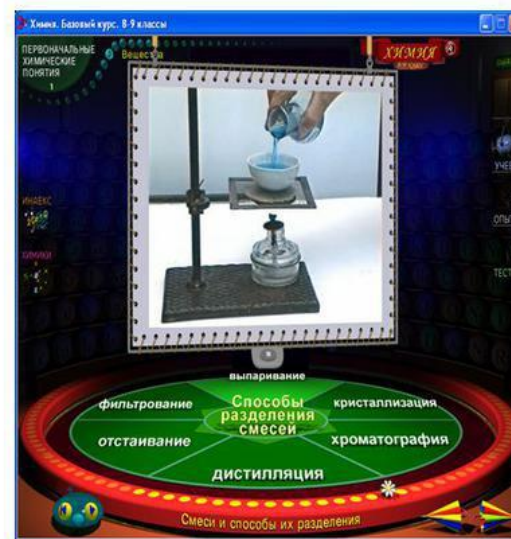 Химия. Базовый курс. 8-9 классы
ПЕРВОНАЧАЛЬНЫЕ
ХИМИЧЕСКИЕ
ПОНЯТИЯ
1
Вещества
ХИМИЯ
ИНДЕКС
ХИМИКИ
ТЕСТ
выпаривание
фильтрование
Способы
разделения
смесей
кристаллизация
отстаивание
хроматография
дистилляция
Смеси и способы их разделения